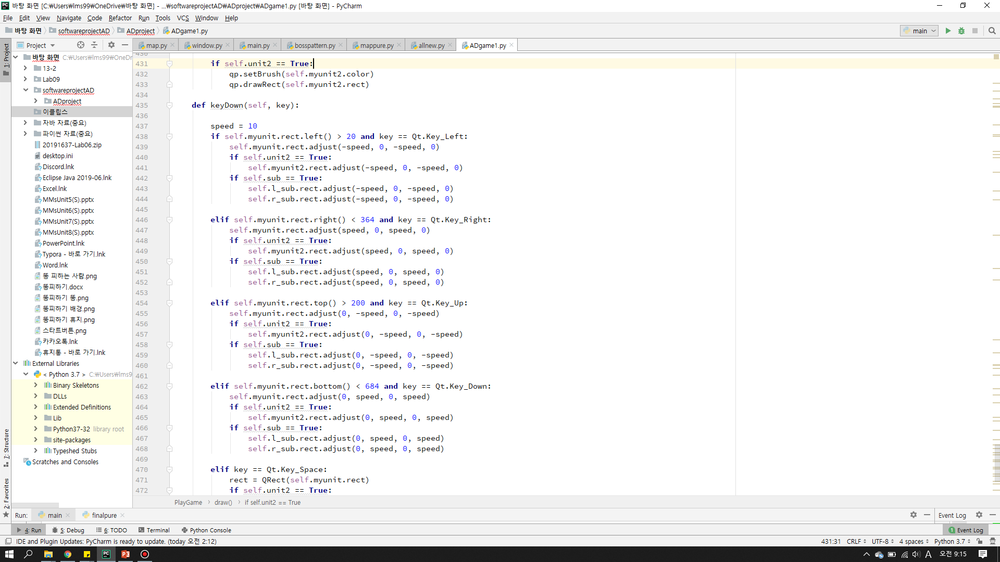 바탕 화면 [C:₩Users₩lms99₩OneDrive₩바탕 화면] - ...₩softwareprojectAD₩ADproject₩ADgame1.py [바탕 화면] - PyCharm
File Edit View Navigate Code Refactor Run Tools VCS Window Help
바탕 화면 softwareprojectAD ADproject ADgame1.py main
1: Project
Project map.py window.py main.py bosspattern.py mappure.py allnew.py ADgame1.py
바탕 화면 C:₩Users₩lms99₩OneDr
13-2
Lab09
softwareprojectAD
ADproject
이클립스
자바 자료(중요)
파이썬 자료(중요)
20191637-Lab06.zip
desktop.ini
Discord.lnk
Eclipse Java 2019-06.lnk
Excel.lnk
MMsUnit5(S).pptx
MMsUnit6(S).pptx
MMsUnit7(S).pptx
MMsUnit8(S).pptx
PowerPoint.lnk
Typora - 바로 가기.lnk
Word.lnk
똥 피하는 사람.png
똥피하기.docx
똥피하기 똥.png
똥피하기 배경.png
똥피하기 휴지.png
스타트버튼.png
카카오톡.lnk
휴지통 - 바로 가기.lnk
External Libraries
< Python 3.7 > C:₩Users₩lms9
Binary Skeletons
DLLs
Extended Definitions
Lib
Python37-32 library root
site-packages
Typeshed Stubs
Scratches and Consoles
7: Structure
2: Favorites
430
431 if self.unit2 == True:
432 qp.setBrush(self.myunit2.color)
433 qp.drawRect(self.myunit2.rect)
434
435 def keyDown(self, key):
436
437 speed = 10
438 if self.myunit.rect.left() > 20 and key == Qt.Key_Left:
439 self.myunit.rect.adjust(-speed, 0, -speed, 0)
440 if self.unit2 == True:
441 self.myunit2.rect.adjust(-speed, 0, -speed, 0)
442 if self.sub == True:
443 self.l_sub.rect.adjust(-speed, 0, -speed, 0)
444 self.r_sub.rect.adjust(-speed, 0, -speed, 0)
445
446 elif self.myunit.rect.right() < 364 and key == Qt.Key_Right:
447 self.myunit.rect.adjust(speed, 0, speed, 0)
448 if self.unit2 == True:
449 self.myunit2.rect.adjust(speed, 0, speed, 0)
450 if self.sub == True:
451 self.l_sub.rect.adjust(speed, 0, speed, 0)
452 self.r_sub.rect.adjust(speed, 0, speed, 0)
453
454 elif self.myunit.rect.top() > 200 and key == Qt.Key_Up:
455 self.myunit.rect.adjust(0, -speed, 0, -speed)
456 if self.unit2 == True:
457 self.myunit2.rect.adjust(0, -speed, 0, -speed)
458 if self.sub == True:
459 self.l_sub.rect.adjust(0, -speed, 0, -speed)
460 self.r_sub.rect.adjust(0, -speed, 0, -speed)
461
462 elif self.myunit.rect.bottom() < 684 and key == Qt.Key_Down:
463 self.myunit.rect.adjust(0, speed, 0, speed)
464 if self.unit2 == True:
465 self.myunit2.rect.adjust(0, speed, 0, speed)
466 if self.sub == True:
467 self.l_sub.rect.adjust(0, speed, 0, speed)
468 self.r_sub.rect.adjust(0, speed, 0, speed)
469
470 elif key == Qt.Key_Space:
471 rect = QRect(self.myunit.rect)
472 if self.unit2 == True:
PlayGame draw() if self.unit2 == True
Run: main finalpure Event Log
4: Run 5: Debug 6: TODO Terminal Python Console 1 Event Log
IDE and Plugin Updates: PyCharm is ready to update. (today 오전 2:12) 431:31 CRLF UTF-8 4 spaces Python 3.7
A 오전 9:15